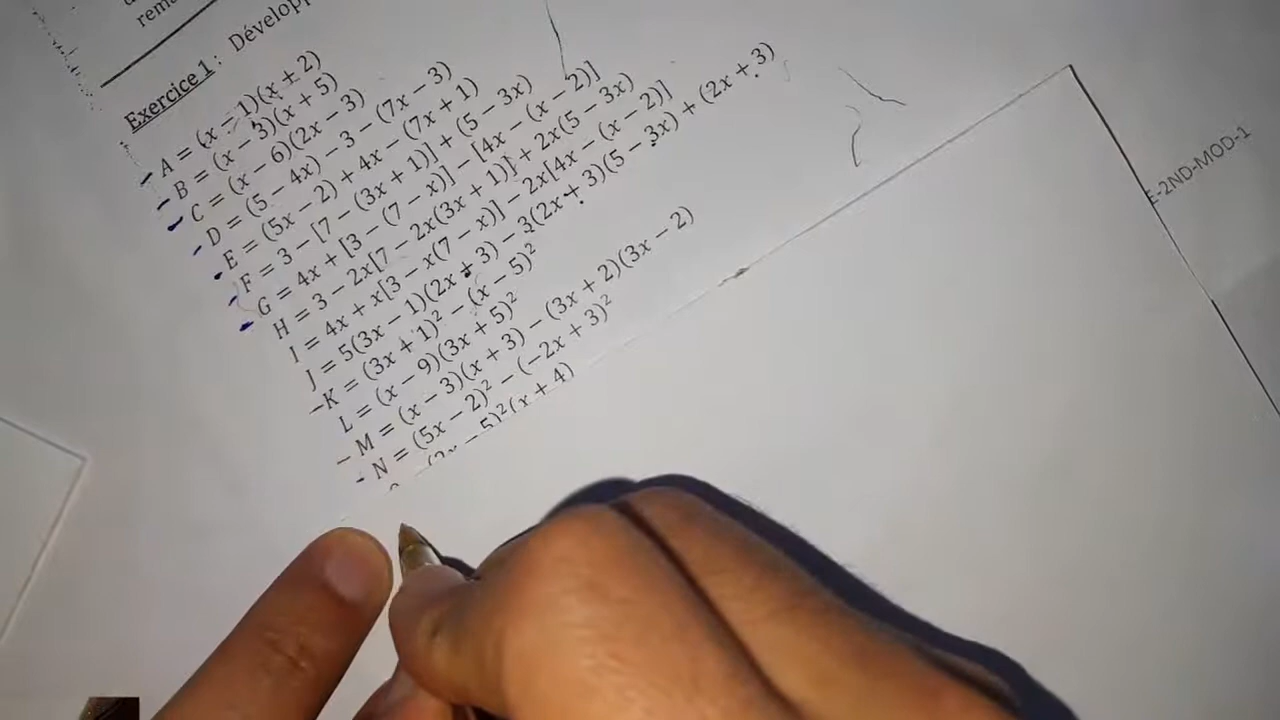 Exercice 1 :
A = (x − 1)(x + 2)
B = (x − 3)(x + 5)
C = (x − 6)(2x − 3)
D = (5 − 4x) − 3 − (7x − 3)
E = (5x − 2) + 4x − (7x + 1)
F = 3 − [7 − (3x + 1)] + (5 − 3x)
G = 4x + [3 − (7 − x)] − [4x − (x − 2)]
H = 3 − 2x[7 − 2x(3x + 1)] + 2x(5 − 3x)
I = 4x + x[3 − x(7 − x)] − 2x[4x − (x − 2)]
J = 5(3x − 1)(2x + 3) − 3(2x + 3)(5 − 3x) + (2x + 3)
K = (3x + 1)² − (x − 5)²
L = (x − 9)(3x + 5)²
M = (x − 3)(x + 3) − (3x + 2)(3x − 2)
N = (5x − 2)² − (−2x + 3)²
− 5)²(x + 4)
E-2ND-MOD-1